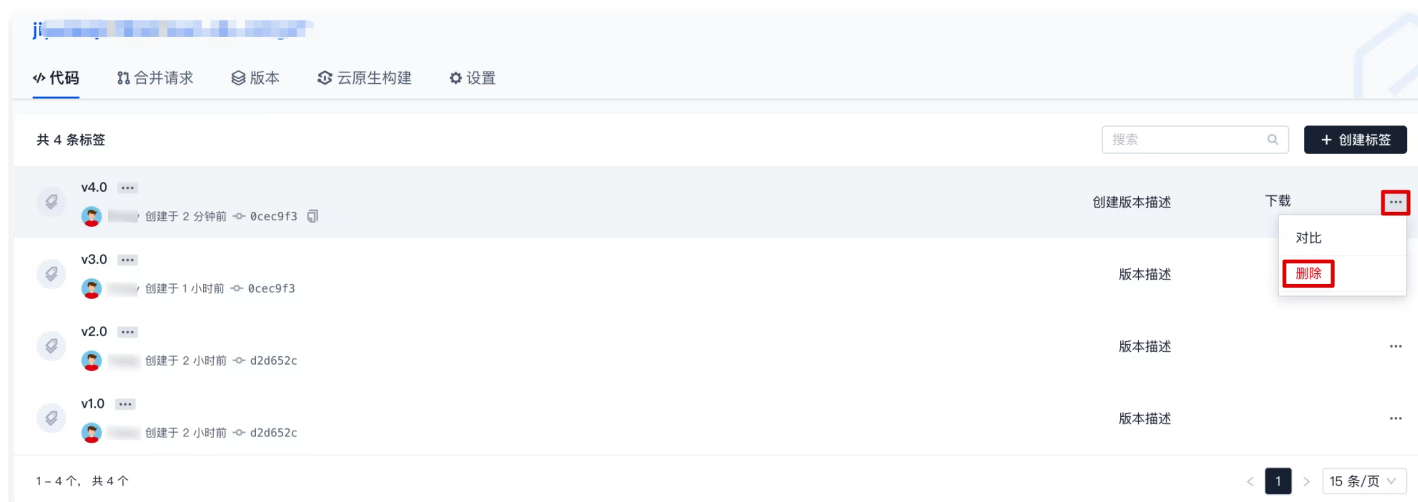 代码 合并请求 版本 云原生构建 设置
共 4 条标签 搜索 + 创建标签
v4.0 ···
创建于 2 分钟前 0cec9f3 创建版本描述 下载 ···
对比
v3.0 ···
创建于 1 小时前 0cec9f3 版本描述
删除
v2.0 ···
创建于 2 小时前 d2d652c 版本描述 ···
v1.0 ···
创建于 2 小时前 d2d652c 版本描述 ···
1 – 4 个, 共 4 个 < 1 > 15 条/页